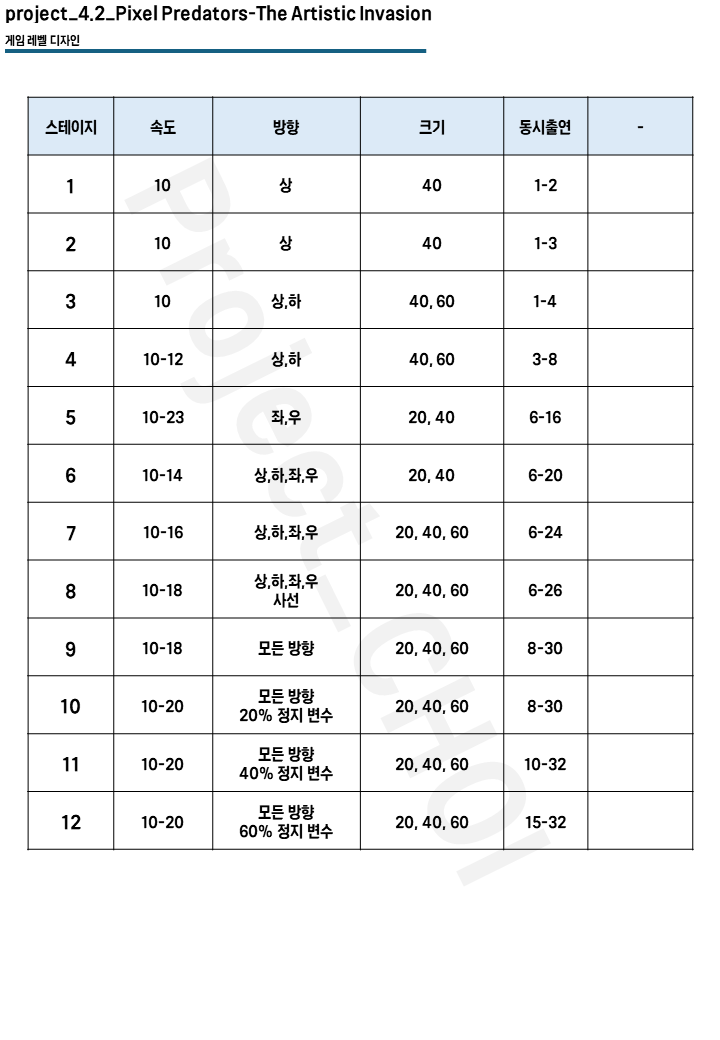 project_4.2_Pixel Predators-The Artistic Invasion
게임 레벨 디자인
스테이지 속도 방향 크기 동시출연 -
1 10 상 40 1-2
2 10 상 40 1-3
3 10 상,하 40, 60 1-4
4 10-12 상,하 40, 60 3-8
5 10-23 좌,우 20, 40 6-16
6 10-14 상,하,좌,우 20, 40 6-20
7 10-16 상,하,좌,우 20, 40, 60 6-24
8 10-18 상,하,좌,우 20, 40, 60 6-26
사선
9 10-18 모든 방향 20, 40, 60 8-30
10 10-20 모든 방향 20, 40, 60 8-30
20% 정지 변수
11 10-20 모든 방향 20, 40, 60 10-32
40% 정지 변수
12 10-20 모든 방향 20, 40, 60 15-32
60% 정지 변수
Project_CHOI